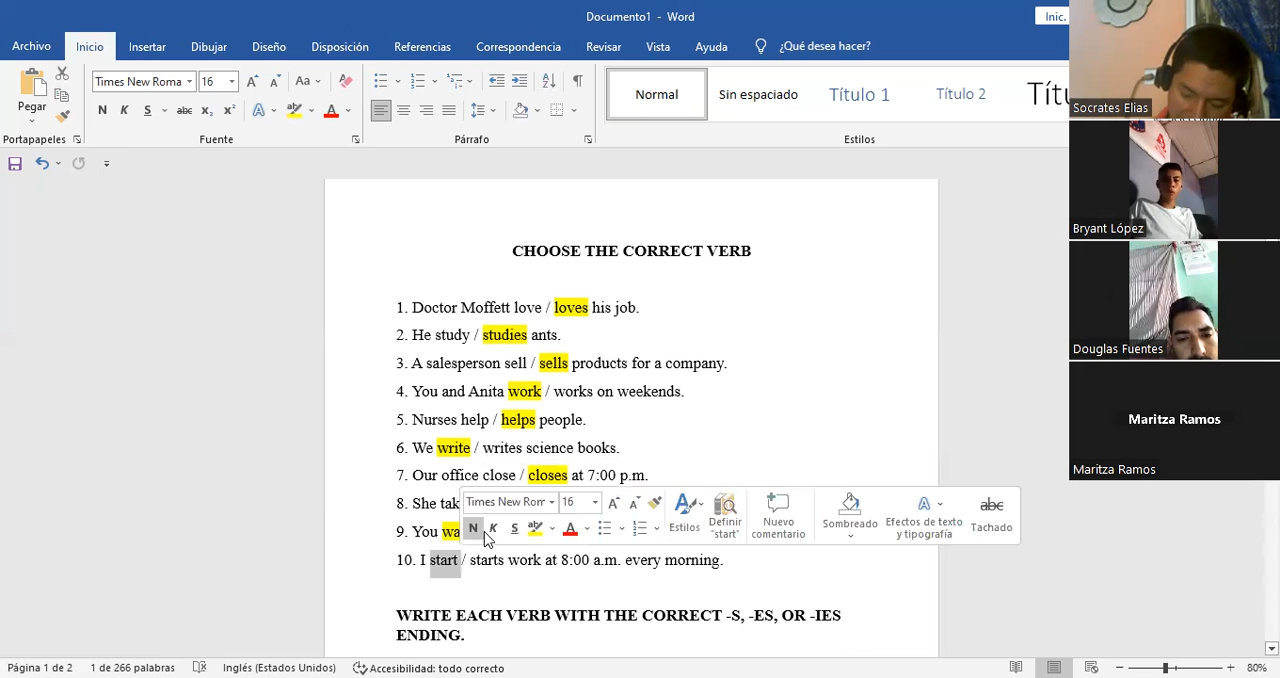 Documento1 - Word
Inic.
Archivo Inicio Insertar Dibujar Diseño Disposición Referencias Correspondencia Revisar Vista Ayuda ¿Qué desea hacer?
Pegar
Times New Roma 16 Aa
N K S abc x₂ x² A A
Normal Sin espaciado Título 1 Título 2 Títu
Portapapeles Fuente Párrafo Estilos
Socrates Elias
Bryant López
Douglas Fuentes
Maritza Ramos
Maritza Ramos
CHOOSE THE CORRECT VERB
1. Doctor Moffett love / loves his job.
2. He study / studies ants.
3. A salesperson sell / sells products for a company.
4. You and Anita work / works on weekends.
5. Nurses help / helps people.
6. We write / writes science books.
7. Our office close / closes at 7:00 p.m.
8. She tak
9. You wa
10. I start / starts work at 8:00 a.m. every morning.
Times New Ror 16
N K S A
Estilos Definir "start" Nuevo comentario Sombreado Efectos de texto y tipografía abc Tachado
WRITE EACH VERB WITH THE CORRECT -S, -ES, OR -IES
ENDING.
Página 1 de 2 1 de 266 palabras Inglés (Estados Unidos) Accesibilidad: todo correcto 80%